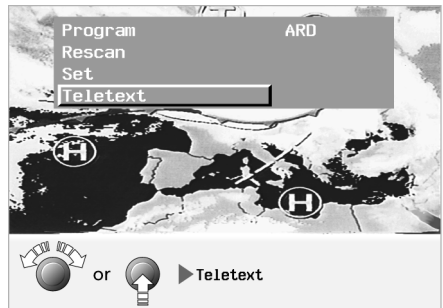 Program ARD
Rescan
Set
Teletext
H
H
or Teletext